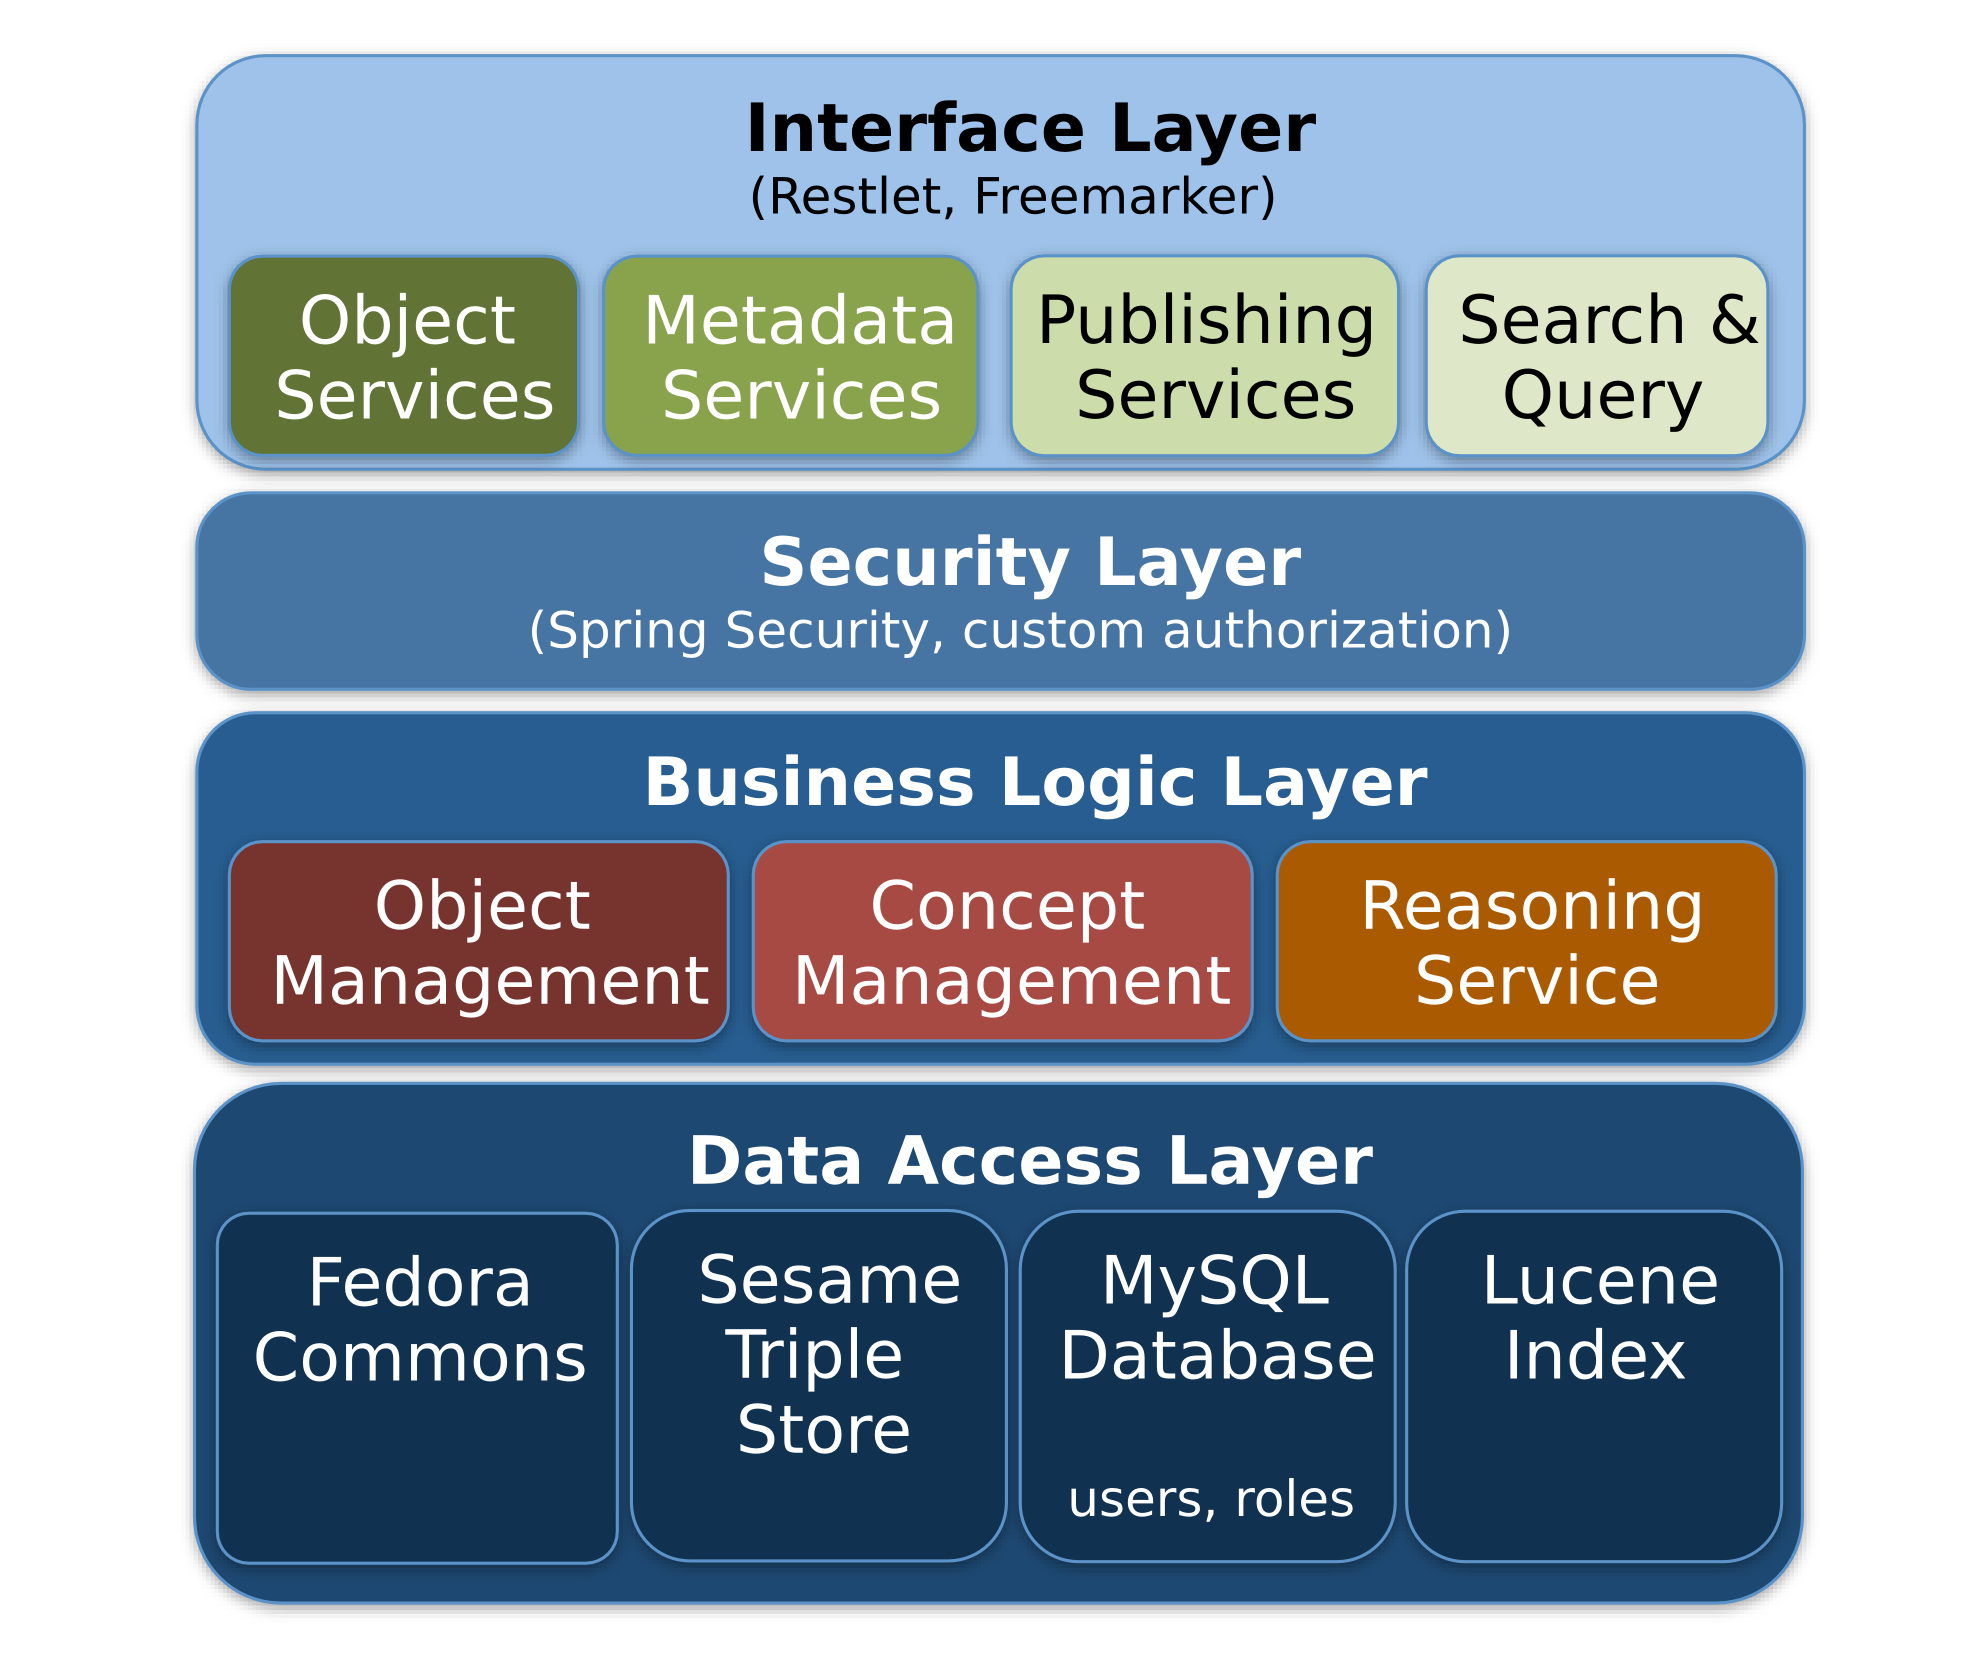 Interface Layer
(Restlet, Freemarker)
Object
Services
Metadata
Services
Publishing
Services
Search &
Query
Security Layer
(Spring Security, custom authorization)
Business Logic Layer
Object
Management
Concept
Management
Reasoning
Service
Data Access Layer
Fedora
Commons
Sesame
Triple
Store
MySQL
Database
users, roles
Lucene
Index